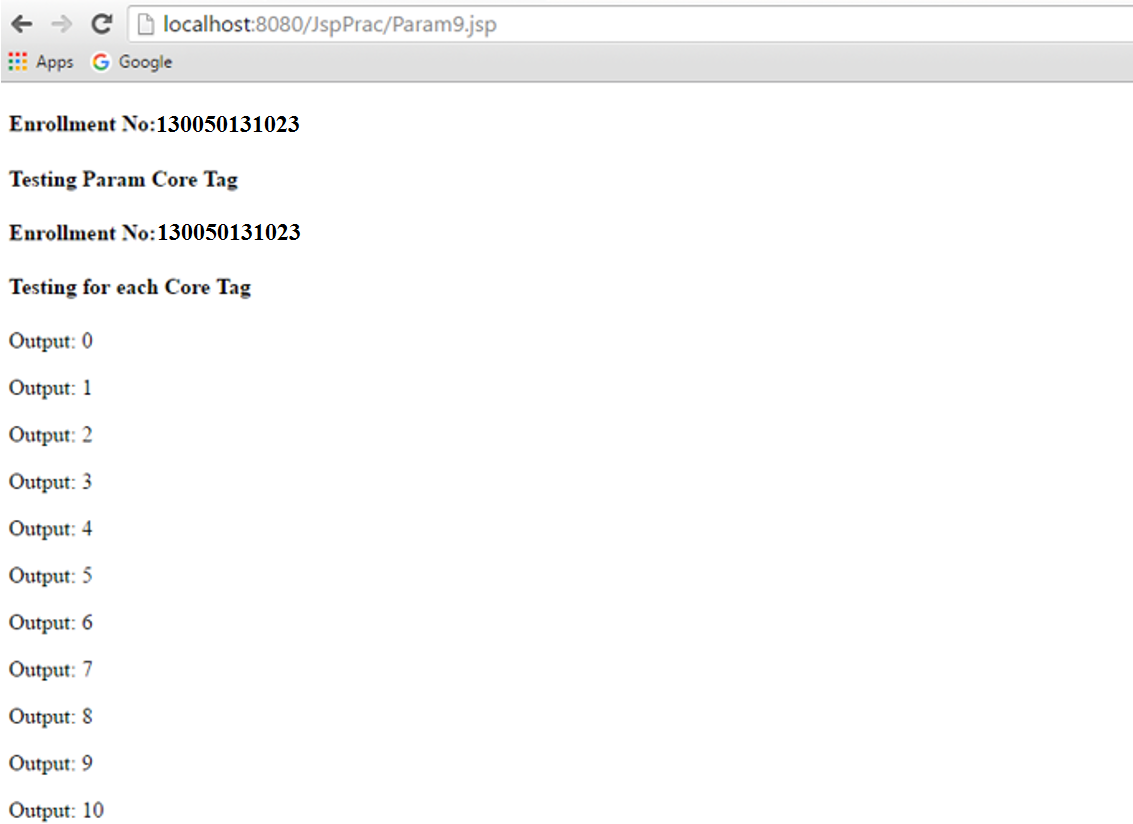 localhost:8080/JspPrac/Param9.jsp
Apps Google
Enrollment No:130050131023
Testing Param Core Tag
Enrollment No:130050131023
Testing for each Core Tag
Output: 0
Output: 1
Output: 2
Output: 3
Output: 4
Output: 5
Output: 6
Output: 7
Output: 8
Output: 9
Output: 10